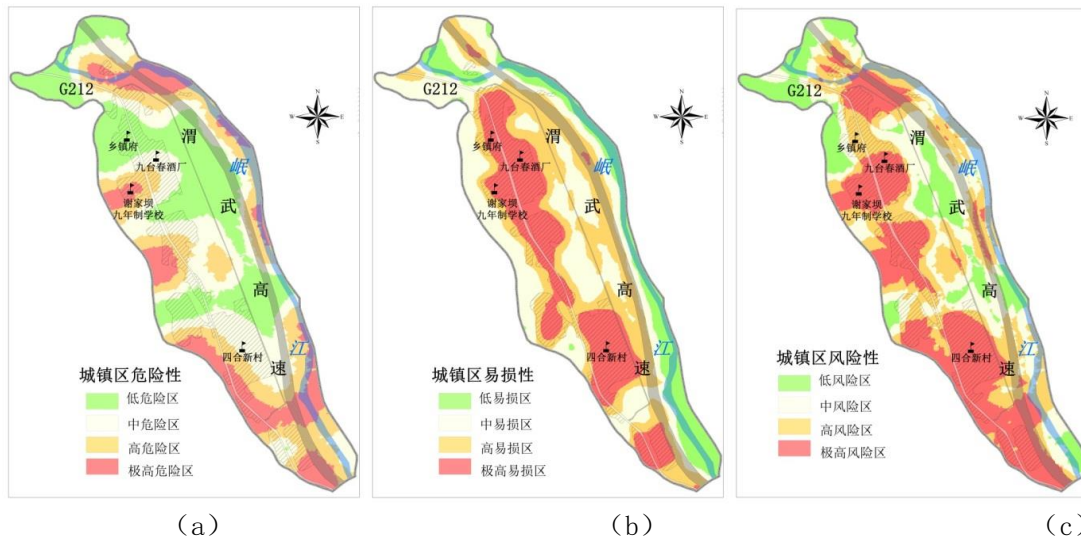 G212
渭
武
高
速
岷
江
乡镇府
九台春酒厂
谢家坝
九年制学校
四合新村
N
W
E
S
城镇区危险性
低危险区
中危险区
高危险区
极高危险区
(a)
G212
渭
武
高
速
岷
江
乡镇府
九台春酒厂
谢家坝
九年制学校
四合新村
N
W
E
S
城镇区易损性
低易损区
中易损区
高易损区
极高易损区
(b)
G212
渭
武
高
速
岷
江
乡镇府
九台春酒厂
谢家坝
九年制学校
四合新村
N
W
E
S
城镇区风险性
低风险区
中风险区
高风险区
极高风险区
(c)